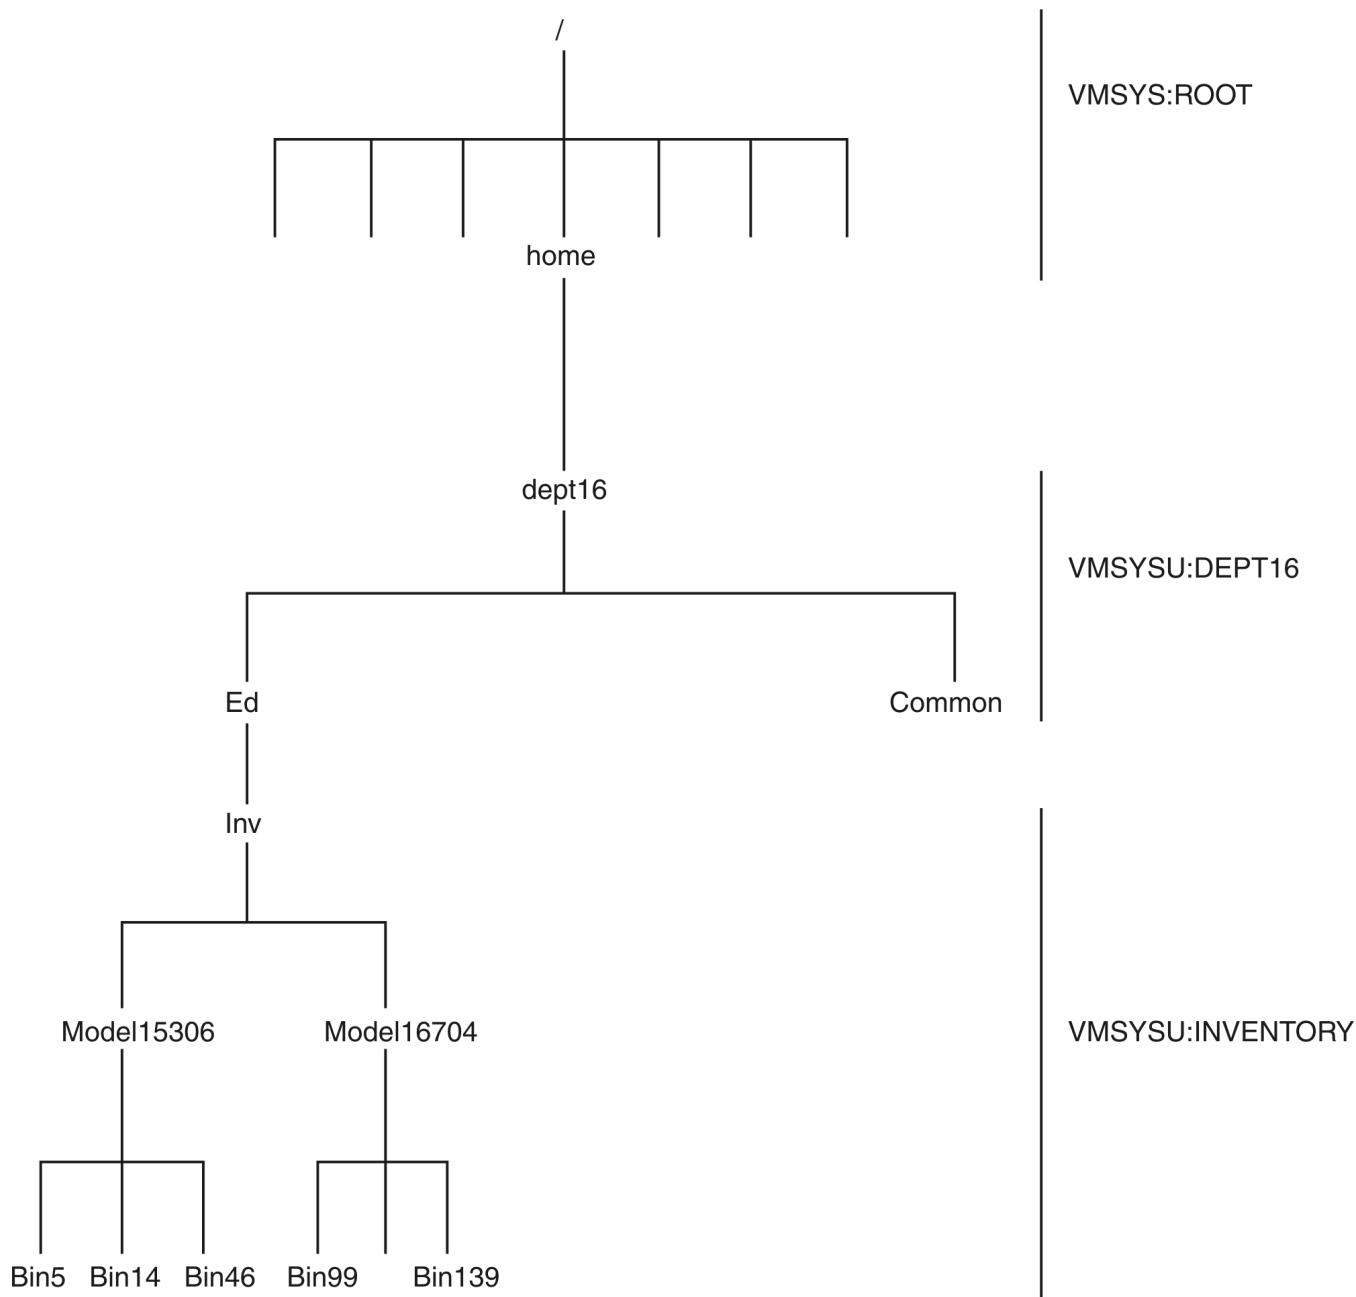 /
VMSYS:ROOT
home
dept16
VMSYSU:DEPT16
Ed
Common
Inv
Model15306
Model16704
VMSYSU:INVENTORY
Bin5
Bin14
Bin46
Bin99
Bin139